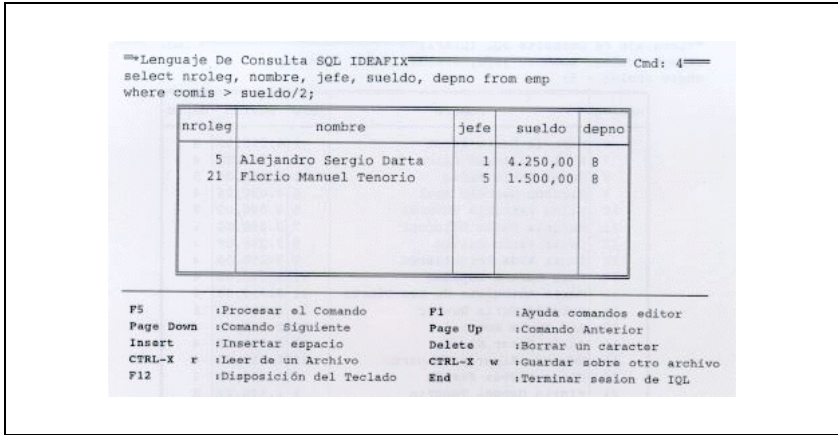 *Lenguaje De Consulta SQL IDEAFIX Cmd: 4
select nroleg, nombre, jefe, sueldo, depno from emp
where comis > sueldo/2;
nroleg nombre jefe sueldo depno
5 Alejandro Sergio Darta 1 4.250,00 8
21 Florio Manuel Tenorio 5 1.500,00 8
F5 :Procesar el Comando F1 :Ayuda comandos editor
Page Down :Comando Siguiente Page Up :Comando Anterior
Insert :Insertar espacio Delete :Borrar un caracter
CTRL-X r :Leer de un Archivo CTRL-X w :Guardar sobre otro archivo
F12 :Disposición del Teclado End :Terminar sesion de IQL